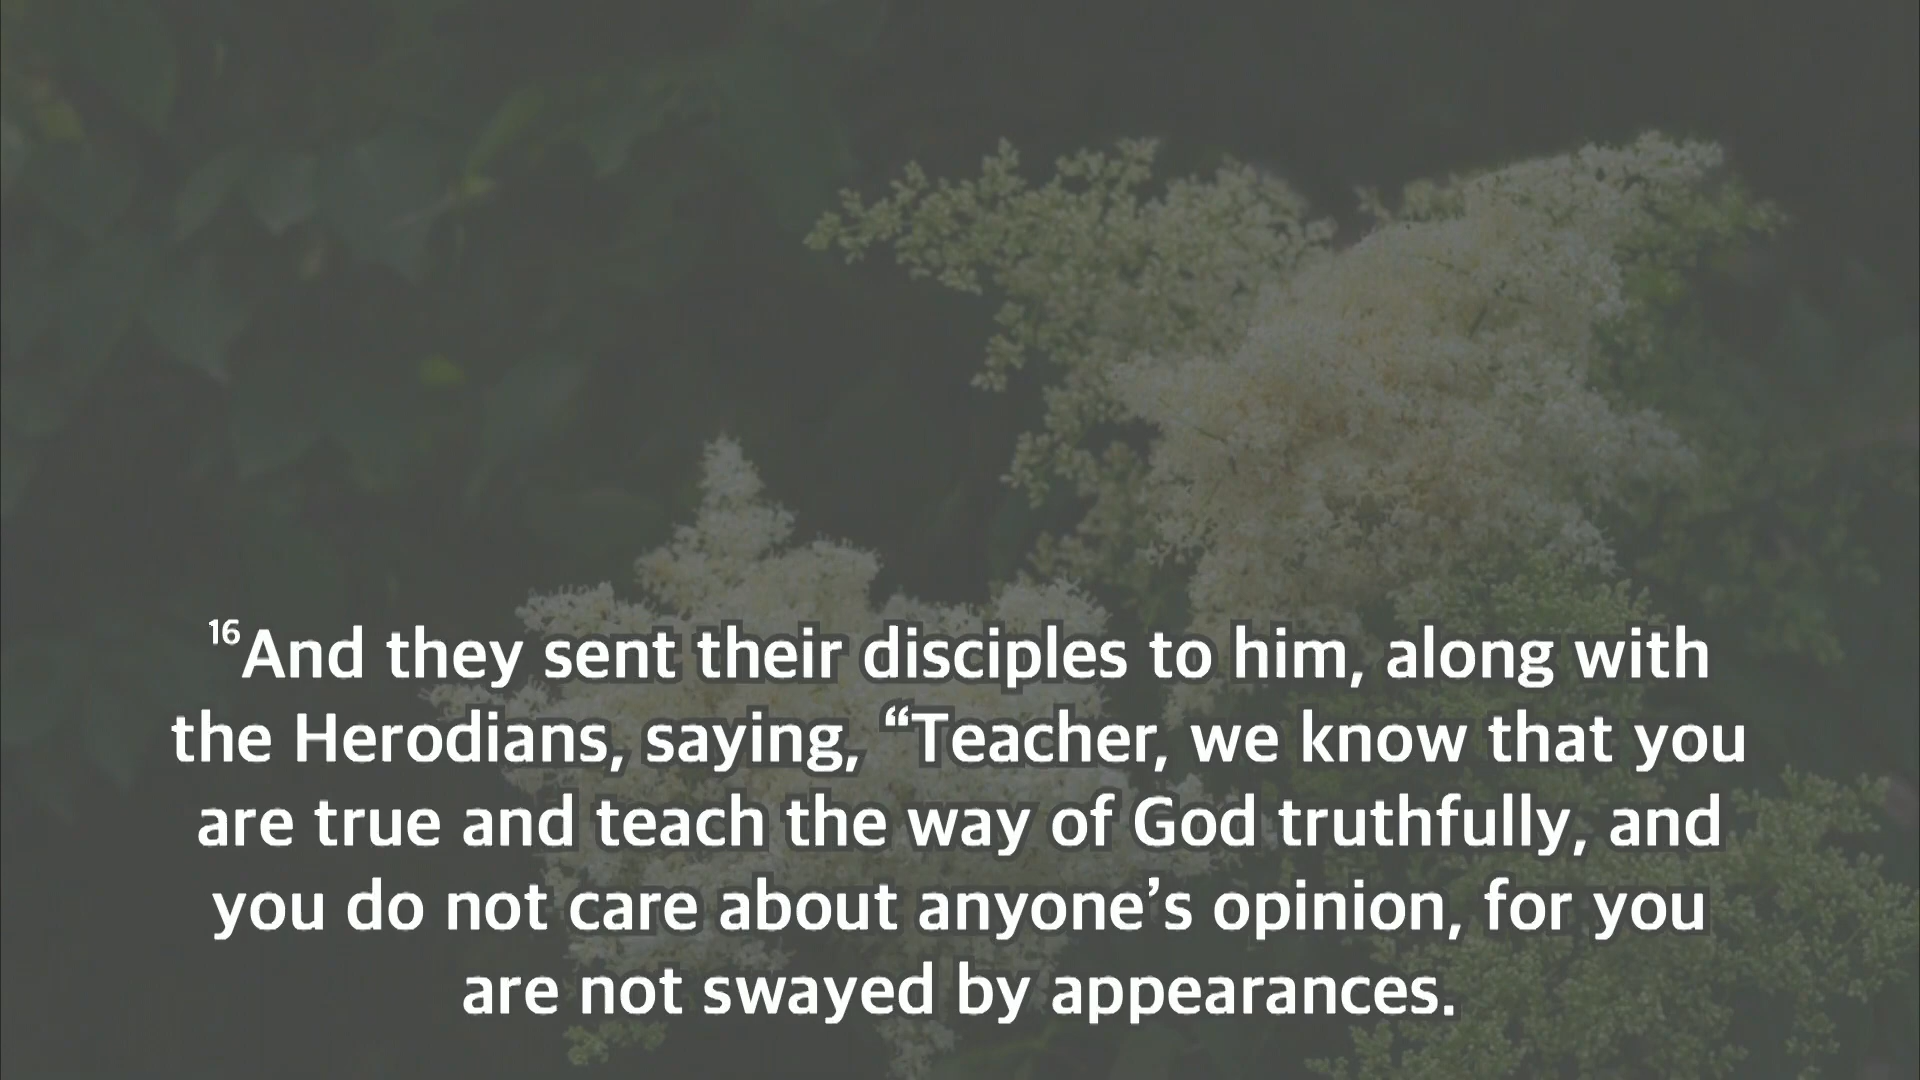 16And they sent their disciples to him, along with
the Herodians, saying, “Teacher, we know that you
are true and teach the way of God truthfully, and
you do not care about anyone’s opinion, for you
are not swayed by appearances.